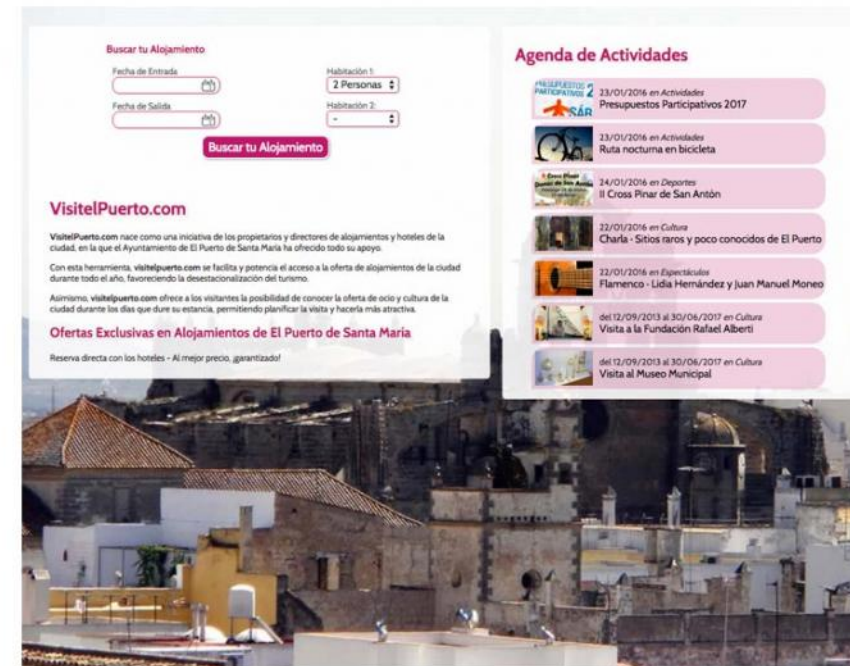 Buscar tu Alojamiento
Fecha de Entrada
Habitación 1:
2 Personas
Fecha de Salida
Habitación 2:
-
Buscar tu Alojamiento
VisitelPuerto.com
VisitelPuerto.com nace como una iniciativa de los propietarios y directores de alojamientos y hoteles de la
ciudad, en la que el Ayuntamiento de El Puerto de Santa María ha ofrecido todo su apoyo.
Con esta herramienta, visitelpuerto.com se facilita y potencia el acceso a la oferta de alojamientos de la ciudad
durante todo el año, favoreciendo la desestacionalización del turismo.
Asimismo, visitelpuerto.com ofrece a los visitantes la posibilidad de conocer la oferta de ocio y cultura de la
ciudad durante los días que dure su estancia, permitiendo planificar la visita y hacerla más atractiva.
Ofertas Exclusivas en Alojamientos de El Puerto de Santa María
Reserva directa con los hoteles - Al mejor precio, ¡garantizado!
Agenda de Actividades
PRESUPUESTOS
PARTICIPATIVOS 2
SÁB
23/01/2016 en Actividades
Presupuestos Participativos 2017
23/01/2016 en Actividades
Ruta nocturna en bicicleta
II Cross Pinar
24/01/2016 en Deportes
II Cross Pinar de San Antón
22/01/2016 en Cultura
Charla - Sitios raros y poco conocidos de El Puerto
22/01/2016 en Espectáculos
Flamenco - Lidia Hernández y Juan Manuel Moneo
del 12/09/2013 al 30/06/2017 en Cultura
Visita a la Fundación Rafael Alberti
del 12/09/2013 al 30/06/2017 en Cultura
Visita al Museo Municipal